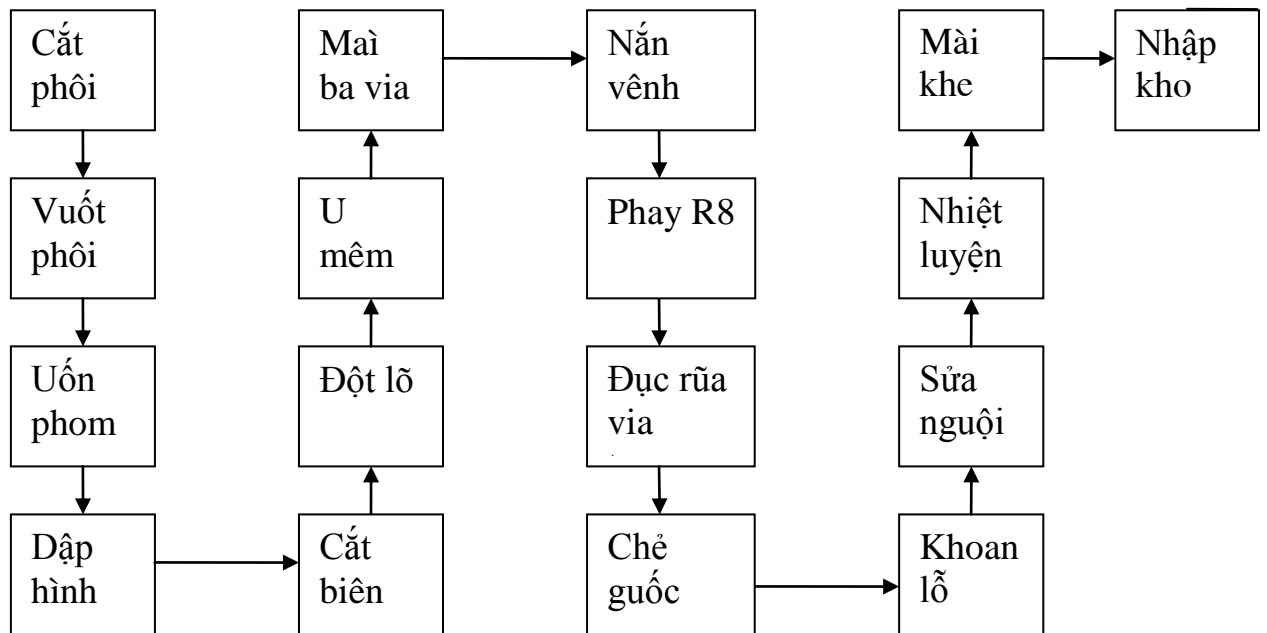 Cắt
phôi
Vuốt
phôi
Uốn
phom
Dập
hình
Cắt
biên
Đột lõ
U
mêm
Maì
ba via
Nắn
vênh
Phay R8
Đục rũa
via
Chẻ
guốc
Khoan
lỗ
Sửa
nguội
Nhiệt
luyện
Mài
khe
Nhập
kho